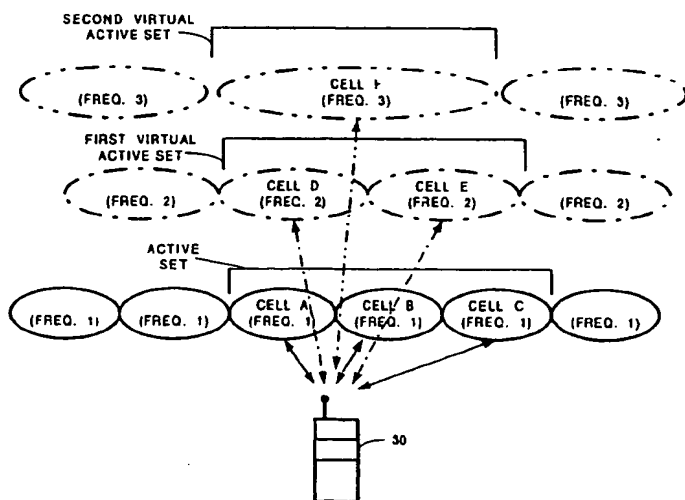 SECOND VIRTUAL
ACTIVE SET
CELL
(FREQ. 3)
(FREQ. 3)
(FREQ. 3)
FIRST VIRTUAL
ACTIVE SET
CELL D
CELL E
(FREQ. 2)
(FREQ. 2)
(FREQ. 2)
(FREQ. 2)
ACTIVE
SET
CELL A
CELL B
CELL C
(FREQ. 1)
(FREQ. 1)
(FREQ. 1)
(FREQ. 1)
(FREQ. 1)
(FREQ. 1)
30